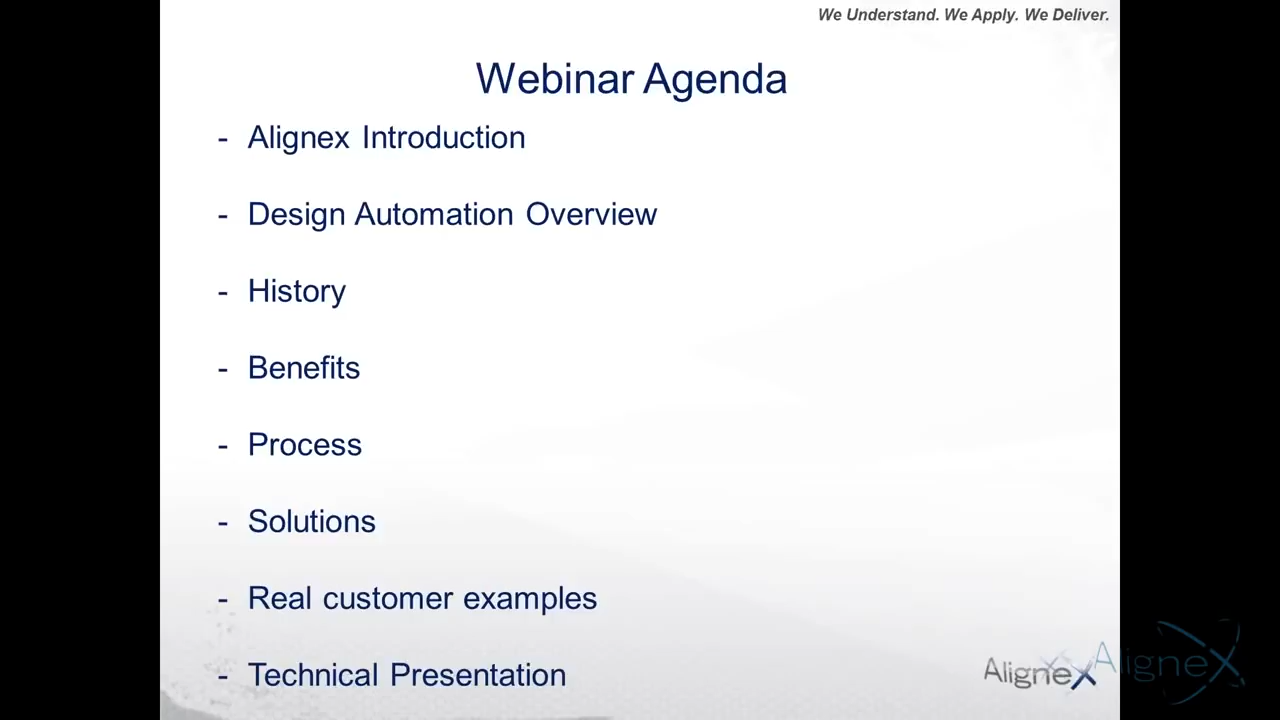 We Understand. We Apply. We Deliver.
Webinar Agenda
- Alignex Introduction
- Design Automation Overview
- History
- Benefits
- Process
- Solutions
- Real customer examples
- Technical Presentation
AligneX
AligneX